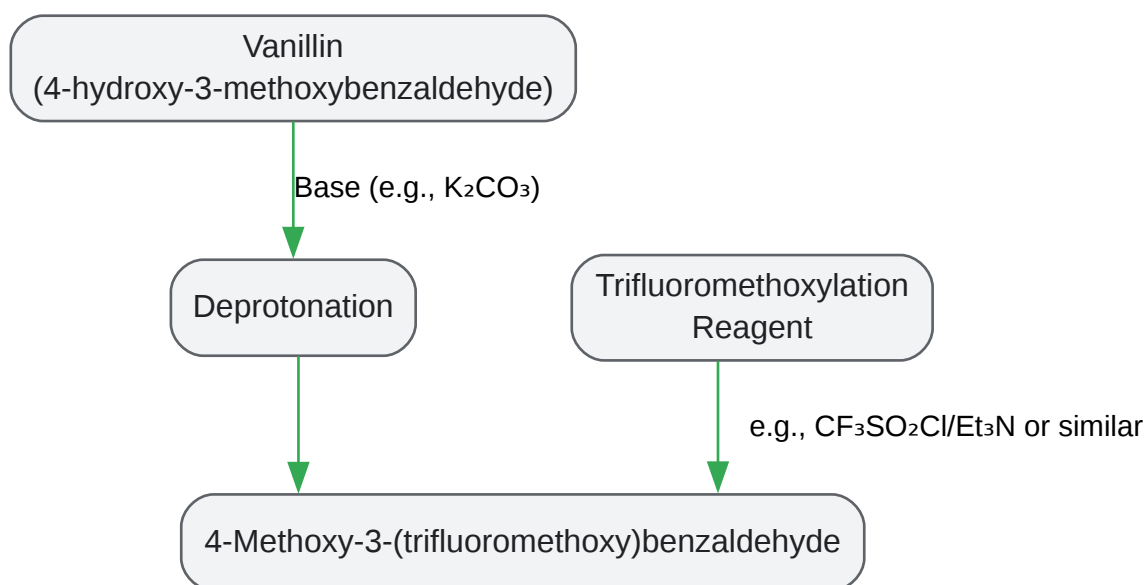 Vanillin
(4-hydroxy-3-methoxybenzaldehyde)
Base (e.g., K₂CO₃)
Deprotonation
Trifluoromethoxylation
Reagent
e.g., CF₃SO₂Cl/Et₃N or similar
4-Methoxy-3-(trifluoromethoxy)benzaldehyde